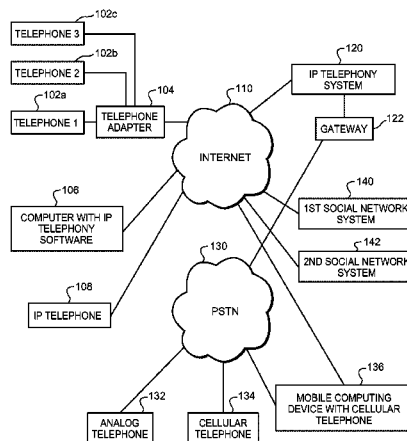 102c
TELEPHONE 3
102b
TELEPHONE 2
102a
TELEPHONE 1
104
TELEPHONE
ADAPTER
110
INTERNET
120
IP TELEPHONY
SYSTEM
GATEWAY
122
106
COMPUTER WITH IP
TELEPHONY
SOFTWARE
140
1ST SOCIAL NETWORK
SYSTEM
142
2ND SOCIAL NETWORK
SYSTEM
108
IP TELEPHONE
130
PSTN
136
MOBILE COMPUTING
DEVICE WITH CELLULAR
TELEPHONE
132
ANALOG
TELEPHONE
134
CELLULAR
TELEPHONE